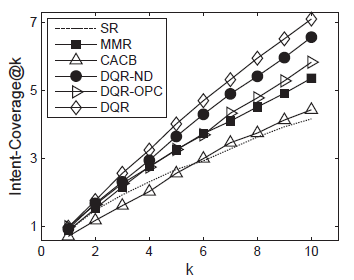 7
5
3
1
Intent-Coverage@k
SR
MMR
CACB
DQR-ND
DQR-OPC
DQR
0 2 4 6 8 10
k